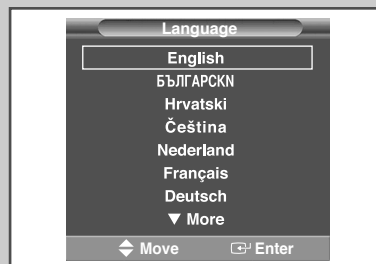 Language
English
БЪЛГАРСКN
Hrvatski
Čeština
Nederland
Français
Deutsch
▼ More
Move Enter